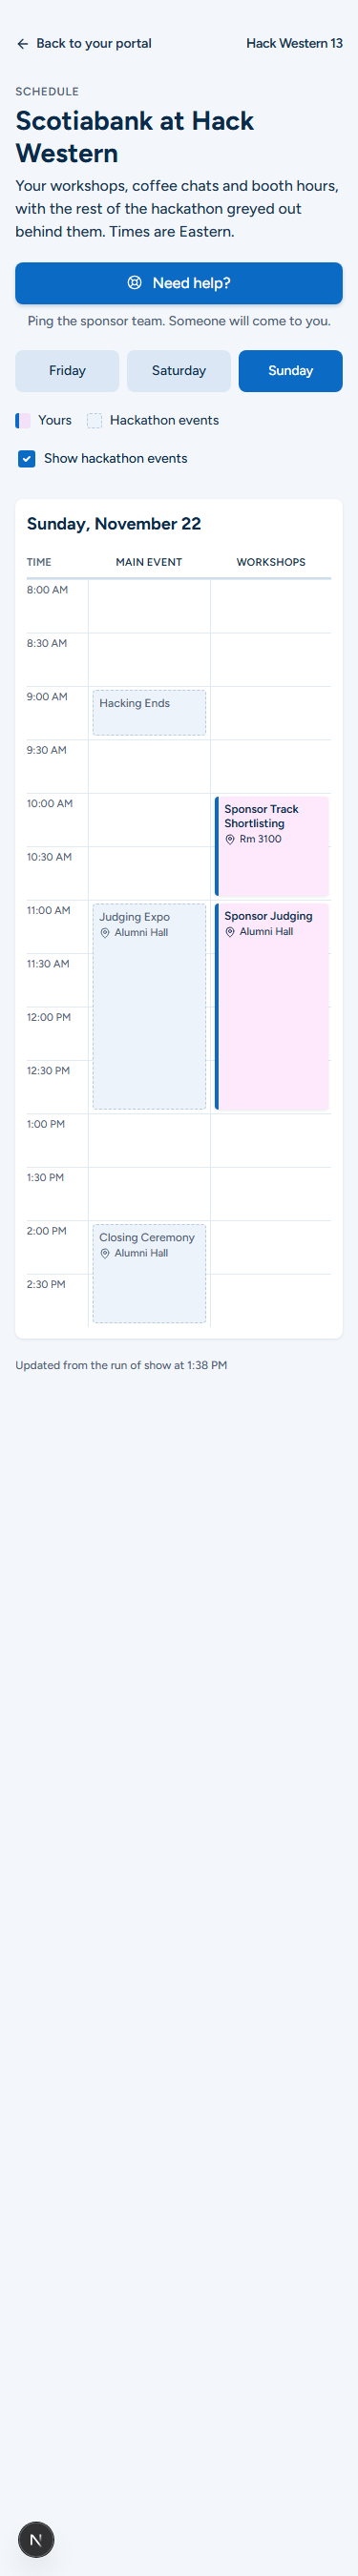 Back to your portal
Hack Western 13
SCHEDULE
Scotiabank at Hack
Western
Your workshops, coffee chats and booth hours,
with the rest of the hackathon greyed out
behind them. Times are Eastern.
Need help?
Ping the sponsor team. Someone will come to you.
Friday
Saturday
Sunday
Yours
Hackathon events
Show hackathon events
Sunday, November 22
TIME
MAIN EVENT
WORKSHOPS
8:00 AM
8:30 AM
9:00 AM
Hacking Ends
9:30 AM
10:00 AM
Sponsor Track
Shortlisting
Rm 3100
10:30 AM
11:00 AM
Judging Expo
Alumni Hall
Sponsor Judging
Alumni Hall
11:30 AM
12:00 PM
12:30 PM
1:00 PM
1:30 PM
2:00 PM
Closing Ceremony
Alumni Hall
2:30 PM
Updated from the run of show at 1:38 PM
N